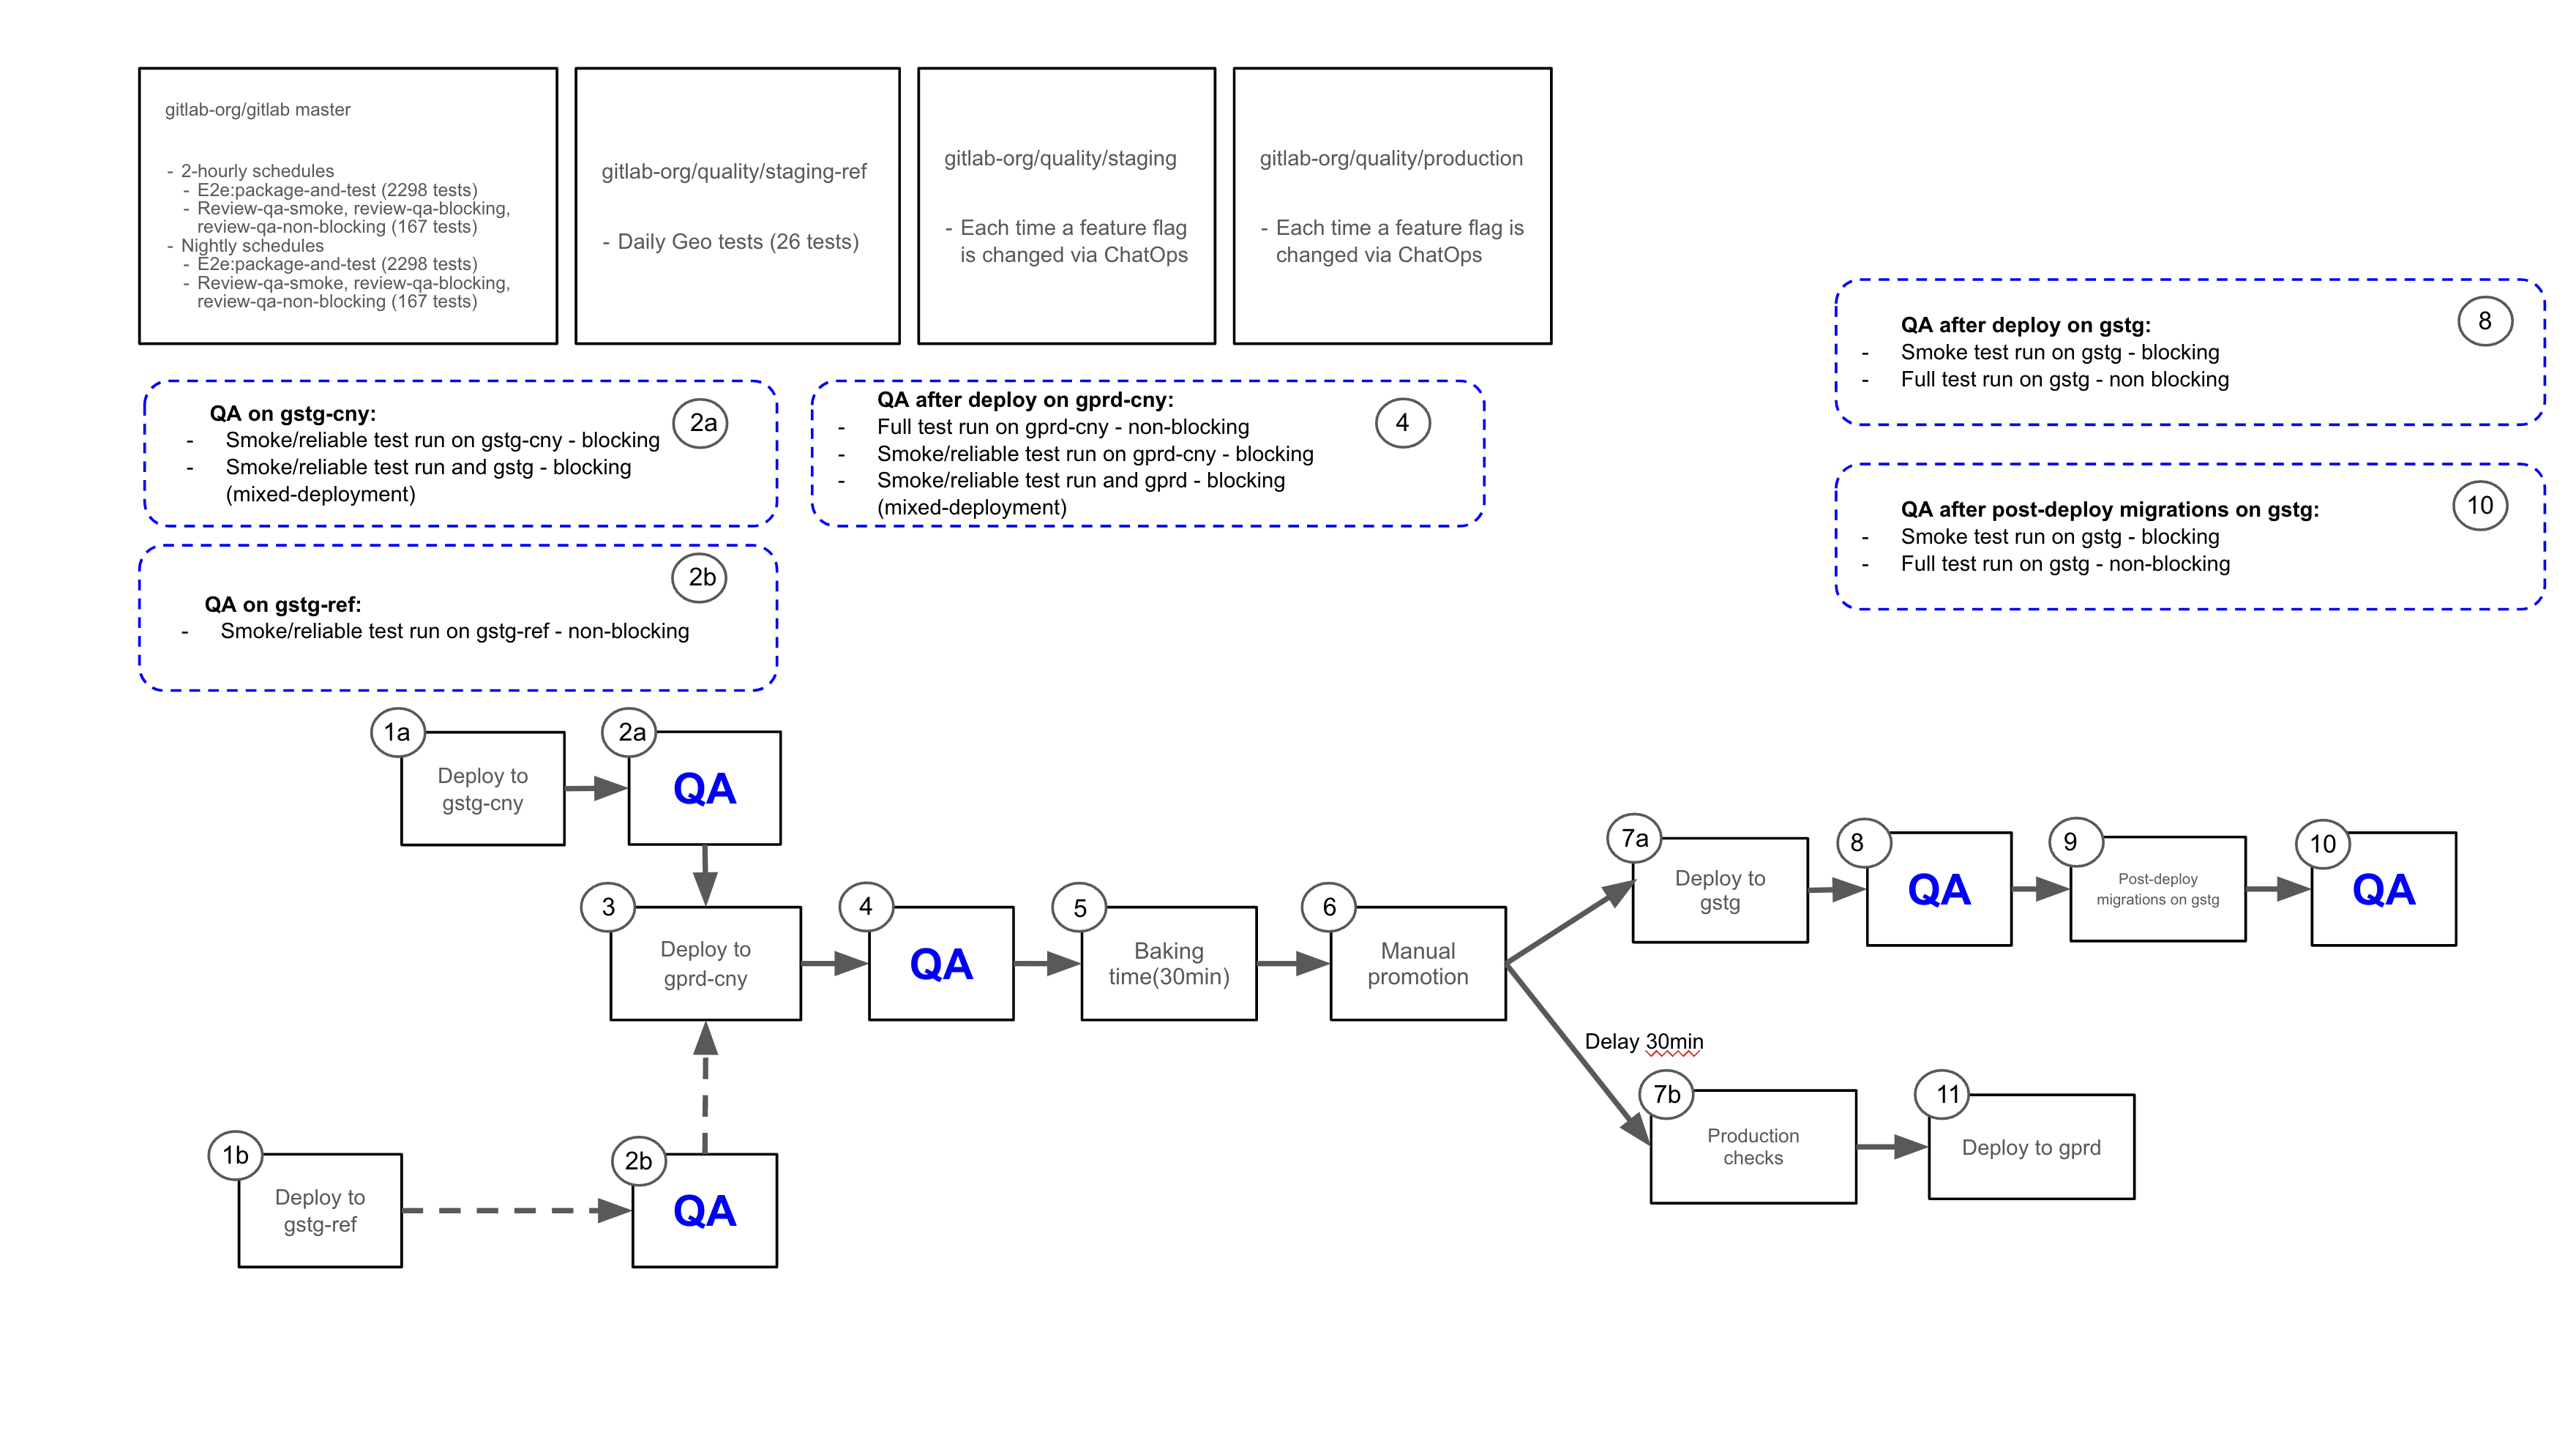 gitlab-org/gitlab master
- 2-hourly schedules
- E2e:package-and-test (2298 tests)
- Review-qa-smoke, review-qa-blocking,
review-qa-non-blocking (167 tests)
- Nightly schedules
- E2e:package-and-test (2298 tests)
- Review-qa-smoke, review-qa-blocking,
review-qa-non-blocking (167 tests)
gitlab-org/quality/staging-ref
- Daily Geo tests (26 tests)
gitlab-org/quality/staging
- Each time a feature flag
is changed via ChatOps
gitlab-org/quality/production
- Each time a feature flag is
changed via ChatOps
QA after deploy on gstg:
8
- Smoke test run on gstg - blocking
- Full test run on gstg - non blocking
QA on gstg-cny:
2a
- Smoke/reliable test run on gstg-cny - blocking
- Smoke/reliable test run and gstg - blocking
(mixed-deployment)
QA after deploy on gprd-cny:
4
- Full test run on gprd-cny - non-blocking
- Smoke/reliable test run on gprd-cny - blocking
- Smoke/reliable test run and gprd - blocking
(mixed-deployment)
QA after post-deploy migrations on gstg:
10
- Smoke test run on gstg - blocking
- Full test run on gstg - non-blocking
2b
QA on gstg-ref:
- Smoke/reliable test run on gstg-ref - non-blocking
1a
Deploy to
gstg-cny
2a
QA
3
Deploy to
gprd-cny
4
QA
5
Baking
time(30min)
6
Manual
promotion
7a
Deploy to
gstg
8
QA
9
Post-deploy
migrations on gstg
10
QA
Delay 30min
7b
Production
checks
11
Deploy to gprd
1b
Deploy to
gstg-ref
2b
QA